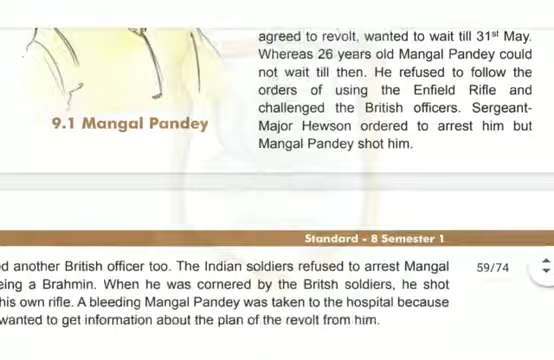 agreed to revolt, wanted to wait till 31st May.
Whereas 26 years old Mangal Pandey could
not wait till then. He refused to follow the
orders of using the Enfield Rifle and
challenged the British officers. Sergeant-
Major Hewson ordered to arrest him but
Mangal Pandey shot him.
9.1 Mangal Pandey
Standard - 8 Semester 1
another British officer too. The Indian soldiers refused to arrest Mangal
a Brahmin. When he was cornered by the Britsh soldiers, he shot
his own rifle. A bleeding Mangal Pandey was taken to the hospital because
wanted to get information about the plan of the revolt from him.
59/74